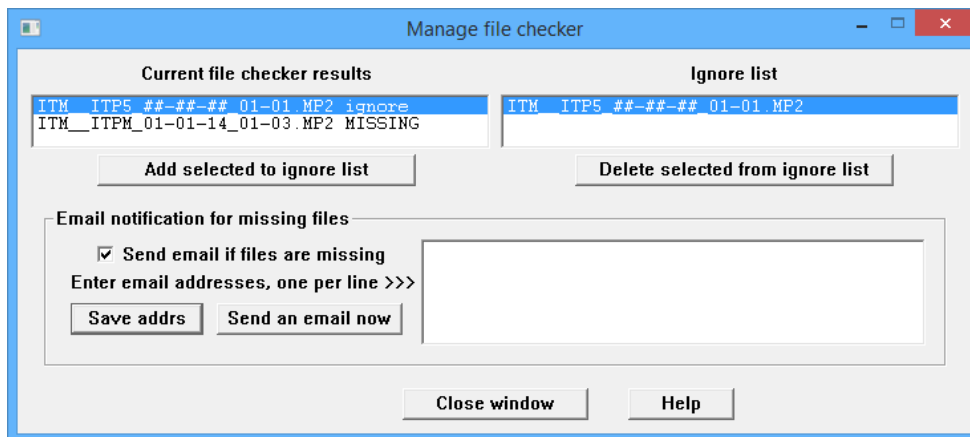 Manage file checker
Current file checker results
Ignore list
ITM__ITP5_##-##-##_01-01.MP2 ignore
ITM__ITPM_01-01-14_01-03.MP2 MISSING
ITM__ITP5_##-##-##_01-01.MP2
Add selected to ignore list
Delete selected from ignore list
Email notification for missing files
Send email if files are missing
Enter email addresses, one per line >>>
Save addrs
Send an email now
Close window
Help